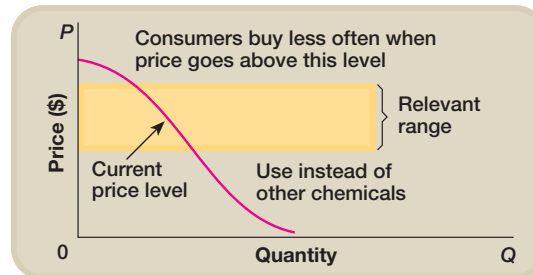 P
Consumers buy less often when
price goes above this level
Price ($)
Relevant
range
Current
price level
Use instead of
other chemicals
0
Quantity
Q